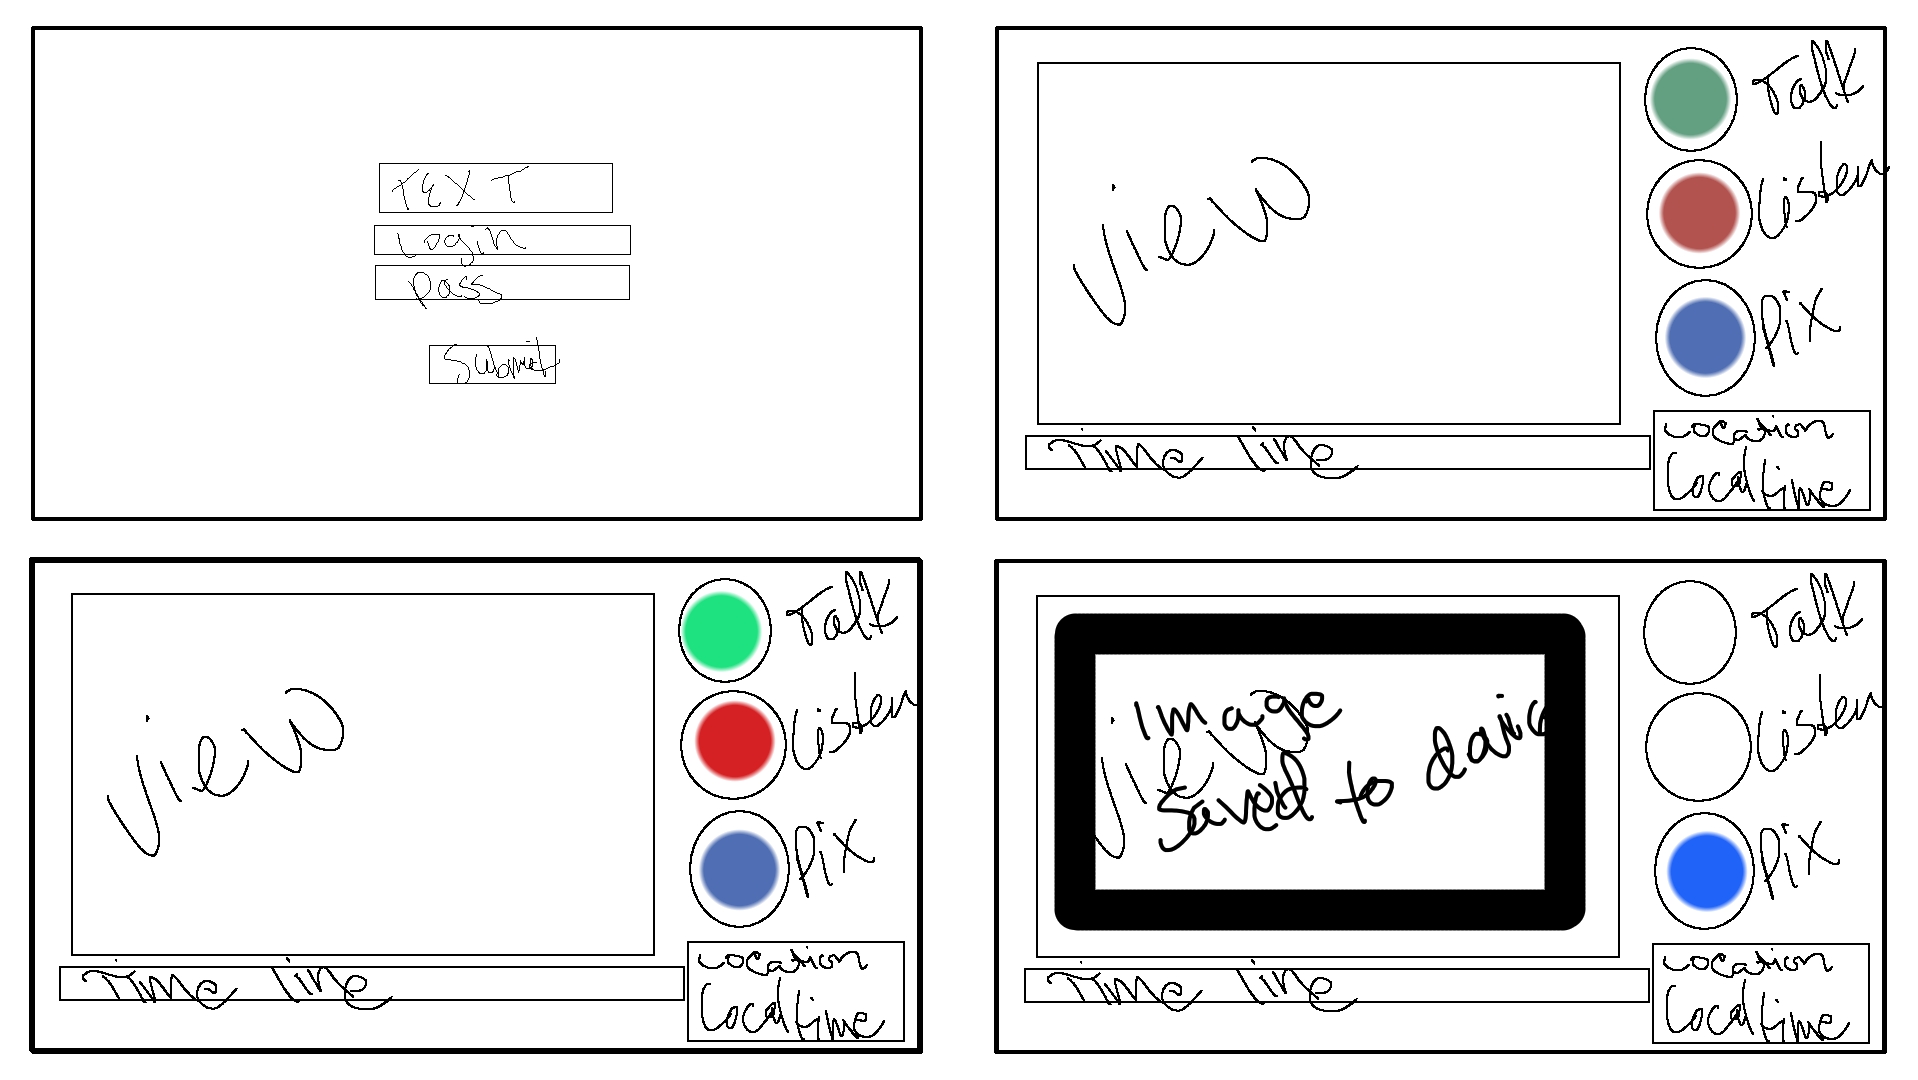 TEXT
Login
pass
Submit
Talk
Listen
Pix
View
Time line
Location
Local time
Talk
Listen
Pix
View
Time line
Location
Local time
Talk
Listen
Pix
View
Image
Saved to
Time line
Location
Local time